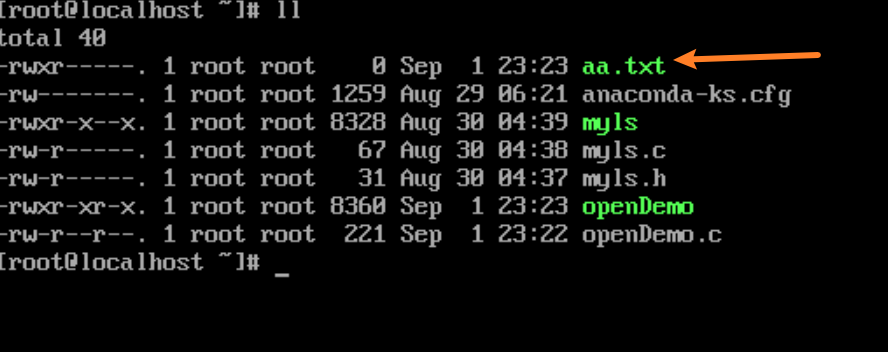 [root@localhost ~]# ll
total 40
-rwxr-----. 1 root root    0 Sep  1 23:23 aa.txt
-rw-------. 1 root root 1259 Aug 29 06:21 anaconda-ks.cfg
-rwxr-x--x. 1 root root 8328 Aug 30 04:39 myls
-rw-r-----. 1 root root   67 Aug 30 04:38 myls.c
-rw-r-----. 1 root root   31 Aug 30 04:37 myls.h
-rwxr-xr-x. 1 root root 8360 Sep  1 23:23 openDemo
-rw-r--r--. 1 root root  221 Sep  1 23:22 openDemo.c
[root@localhost ~]# _